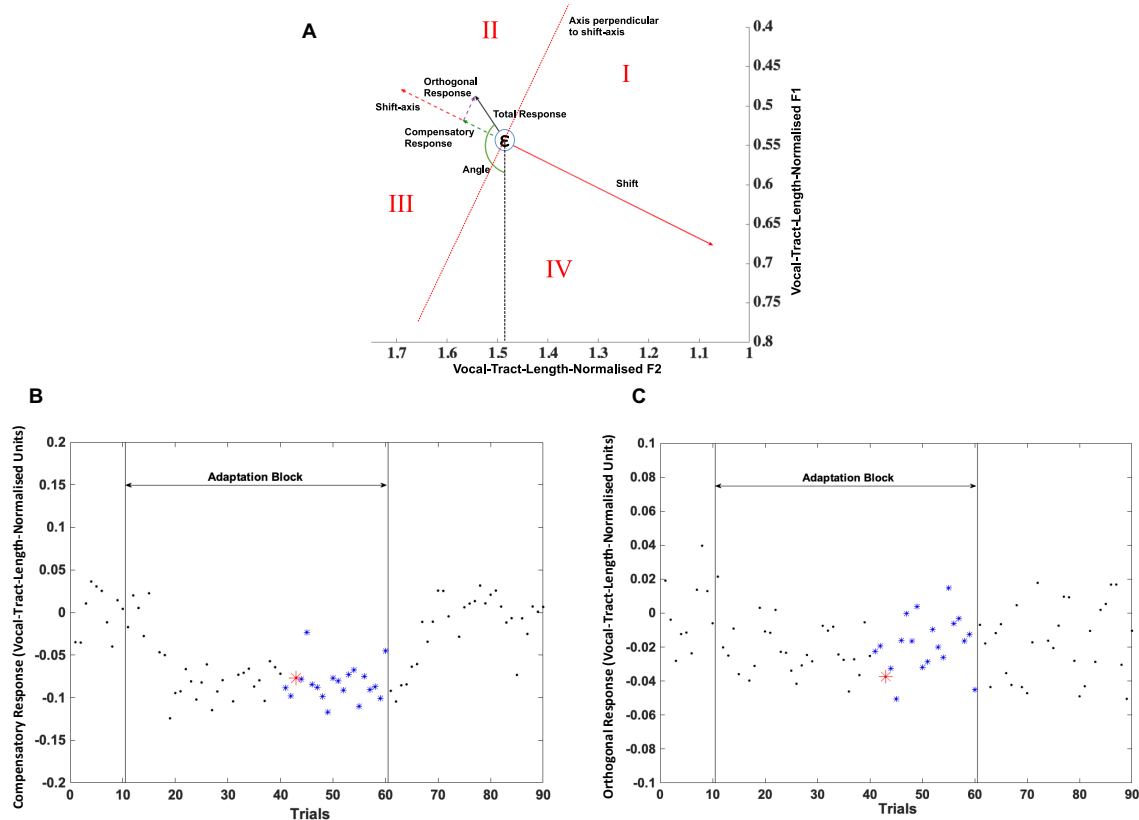 A
II
Axis perpendicular
to shift-axis
I
Orthogonal
Response
Shift-axis
Total Response
Compensatory
Response
ε
Angle
Shift
III
IV
0.4
0.45
0.5
0.55
0.6
0.65
0.7
0.75
0.8
Vocal-Tract-Length-Normalised F1
1.7
1.6
1.5
1.4
1.3
1.2
1.1
1
Vocal-Tract-Length-Normalised F2
B
Compensatory Response (Vocal-Tract-Length-Normalised Units)
0.2
0.15
0.1
0.05
0
-0.05
-0.1
-0.15
-0.2
Adaptation Block
0 10 20 30 40 50 60 70 80 90
Trials
C
Orthogonal Response (Vocal-Tract-Length-Normalised Units)
0.1
0.08
0.06
0.04
0.02
0
-0.02
-0.04
-0.06
-0.08
-0.1
Adaptation Block
0 10 20 30 40 50 60 70 80 90
Trials